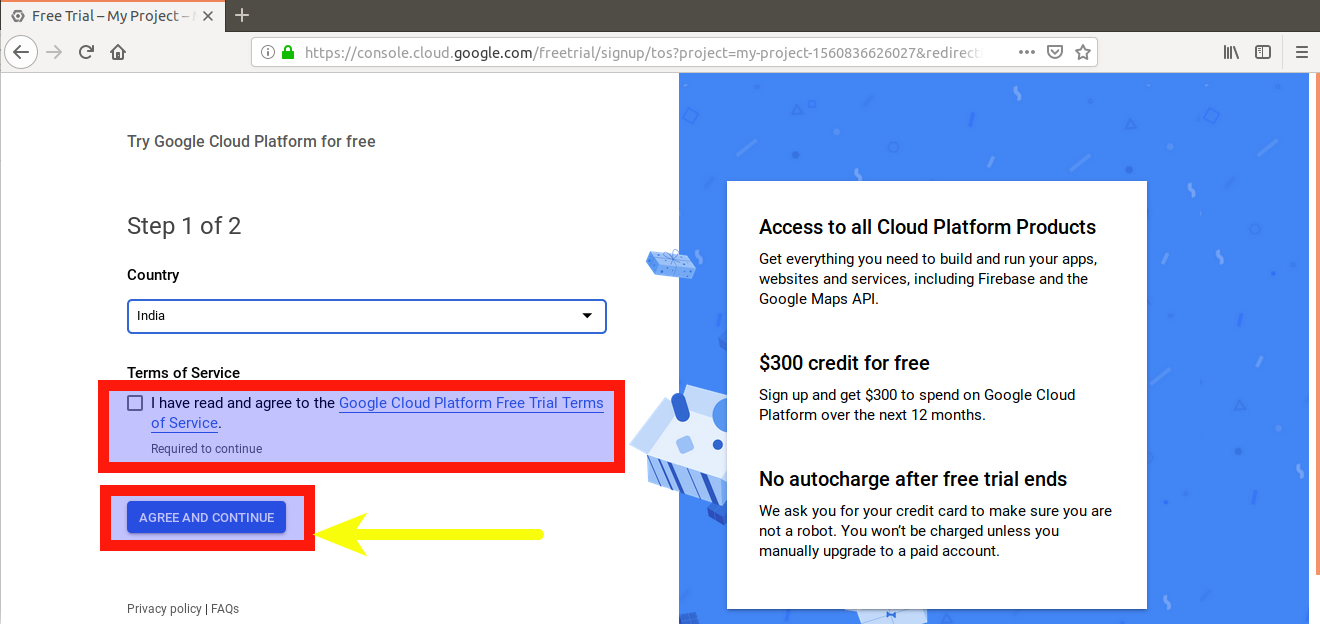 Free Trial – My Project –
https://console.cloud.google.com/freetrial/signup/tos?project=my-project-1560836626027&redirect
Try Google Cloud Platform for free
Step 1 of 2
Country
India
Terms of Service
I have read and agree to the Google Cloud Platform Free Trial Terms
of Service.
Required to continue
AGREE AND CONTINUE
Privacy policy | FAQs
Access to all Cloud Platform Products
Get everything you need to build and run your apps,
websites and services, including Firebase and the
Google Maps API.
$300 credit for free
Sign up and get $300 to spend on Google Cloud
Platform over the next 12 months.
No autocharge after free trial ends
We ask you for your credit card to make sure you are
not a robot. You won’t be charged unless you
manually upgrade to a paid account.